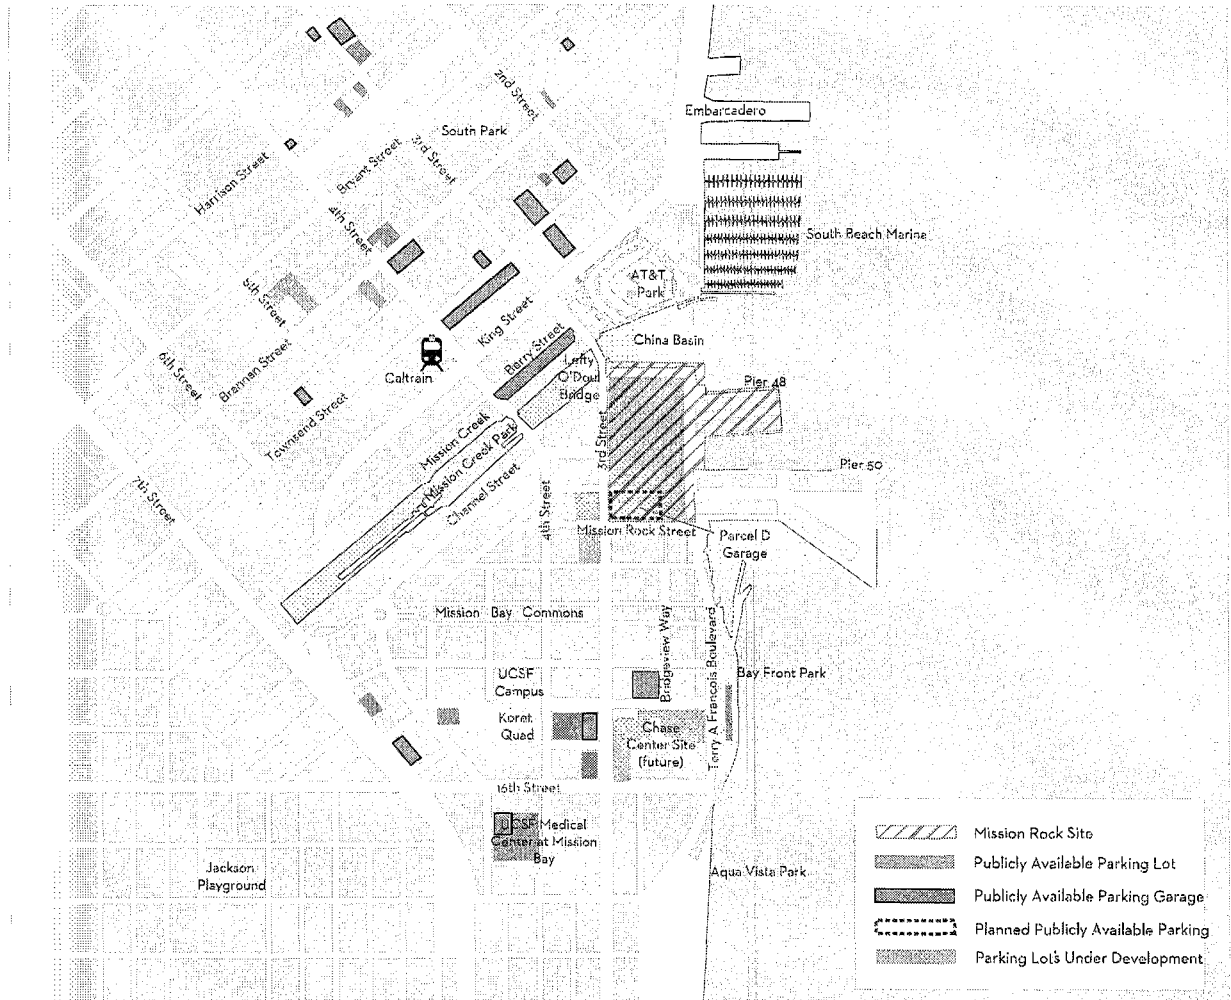 2nd Street
Embarcadero
South Park
3rd Street
Bryant Street
Harrison Street
4th Street
South Beach Marina
AT&T
Park
5th Street
King Street
China Basin
Berry Street
Lefty
O'Doul
Bridge
6th Street
Brannan Street
Caltrain
Pier 48
Townsend Street
3rd Street
Mission Creek
Mission Creek Park
Pier 50
Channel Street
7th Street
4th Street
Mission Rock Street
Parcel D
Garage
Mission Bay Commons
Bridgeview Way
Terry A Francois Boulevard
UCSF
Campus
Bay Front Park
Koret
Quad
Chase
Center Site
(future)
16th Street
UCSF Medical
Center at Mission
Bay
Jackson
Playground
Aqua Vista Park
Mission Rock Site
Publicly Available Parking Lot
Publicly Available Parking Garage
Planned Publicly Available Parking
Parking Lots Under Development